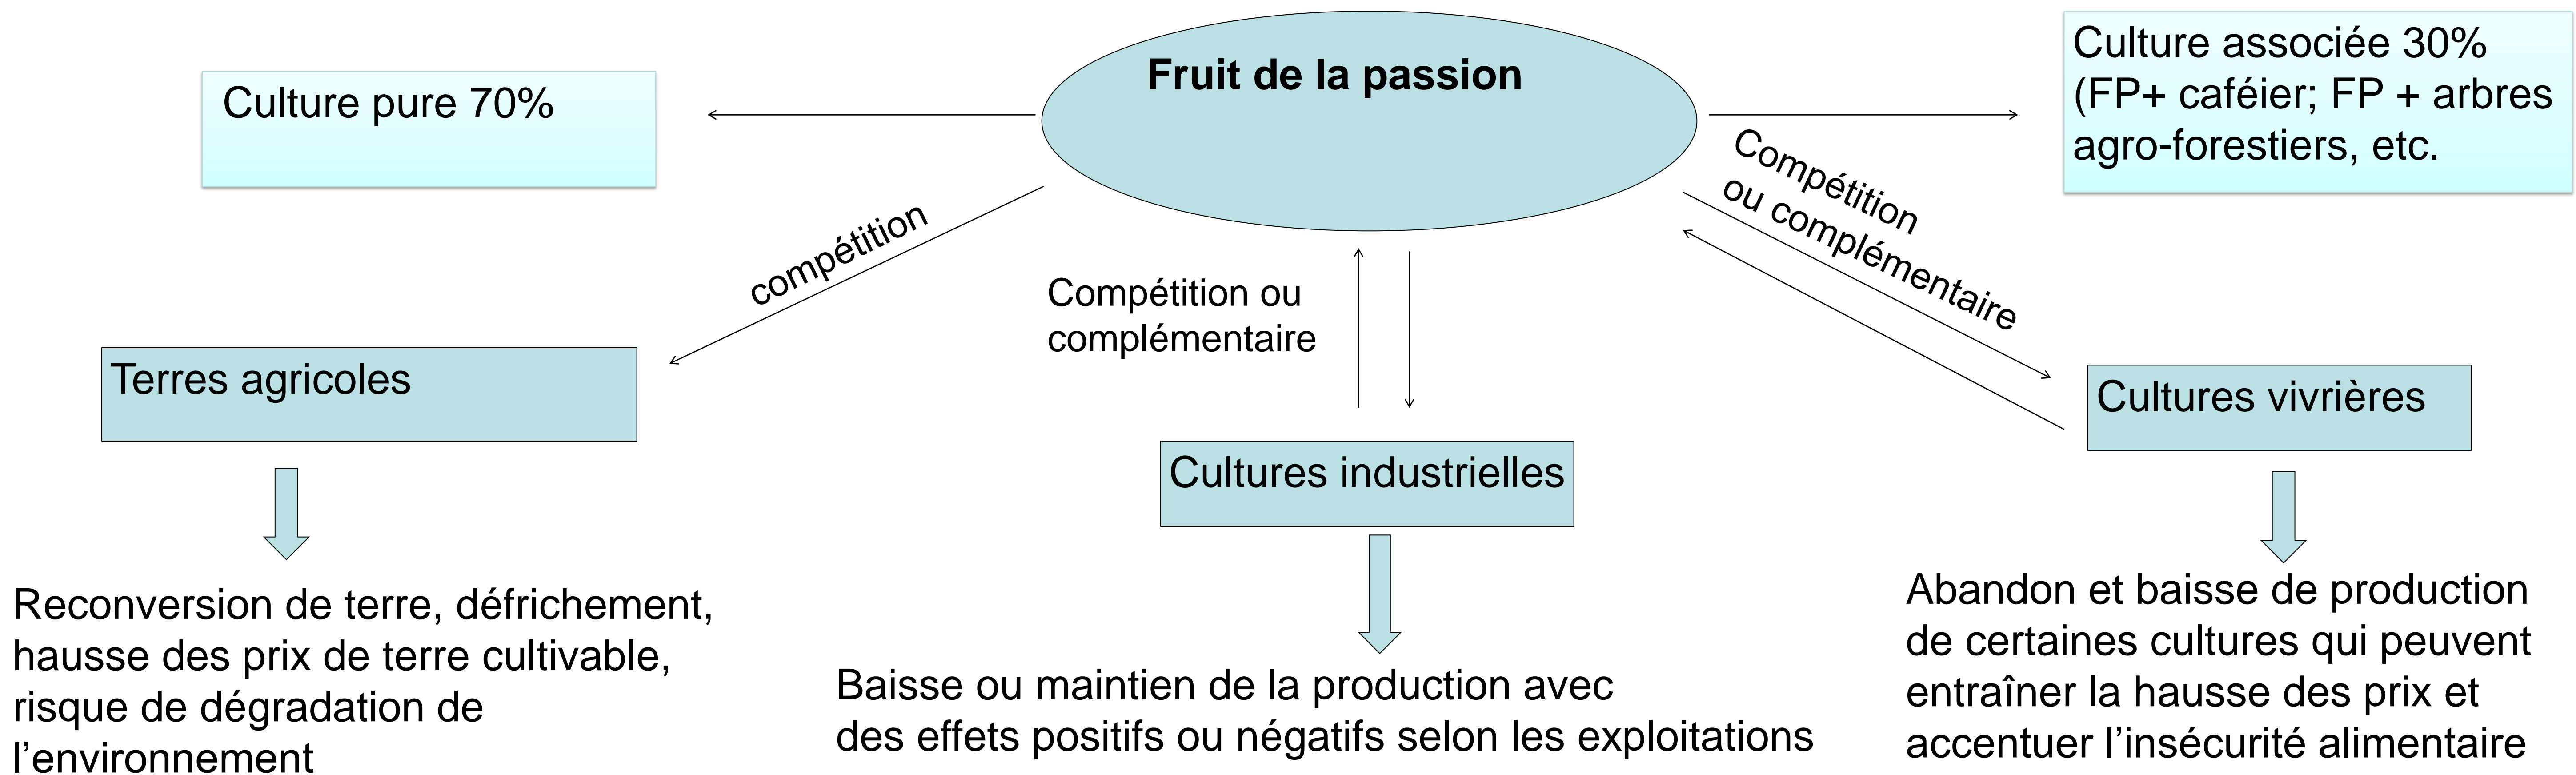 Fruit de la passion
Culture pure 70%
Culture associée 30%
(FP+ caféier; FP + arbres
agro-forestiers, etc.
compétition
Compétition ou
complémentaire
Compétition
ou complémentaire
Terres agricoles
Cultures industrielles
Cultures vivrières
Reconversion de terre, défrichement,
hausse des prix de terre cultivable,
risque de dégradation de
l’environnement
Baisse ou maintien de la production avec
des effets positifs ou négatifs selon les exploitations
Abandon et baisse de production
de certaines cultures qui peuvent
entraîner la hausse des prix et
accentuer l’insécurité alimentaire